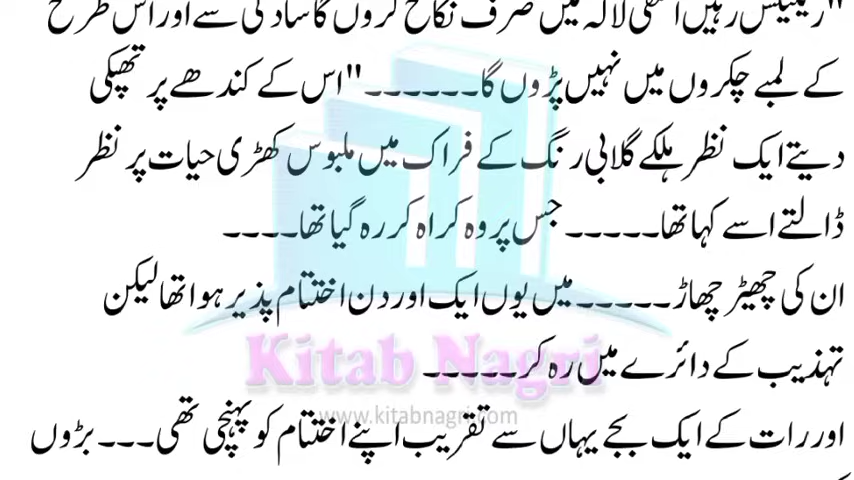 "ریلیکس رہیں لالہ میں صرف نکاح کروں گا سادگی سے اور اس طرح
کے لمبے چکروں میں نہیں پڑوں گا۔۔۔۔۔۔" اس کے کندھے پر تھپکی
دیتے ایک نظر ہلکے گلابی رنگ کے فراک میں ملبوس کھڑی حیات پر نظر
ڈالتے اسے کہا تھا۔۔۔۔۔ جس پر وہ کراہ کر رہ گیا تھا۔۔۔۔
ان کی چھیڑ چھاڑ۔۔۔۔۔ میں یوں ایک اور دن اختتام پذیر ہوا تھا لیکن
تہذیب کے دائرے میں رہ کر۔۔۔۔۔
Kitab Nagri
www.kitabnagri.com
اور رات کے ایک بجے یہاں سے تقریب اپنے اختتام کو پہنچی تھی۔۔۔ بڑوں